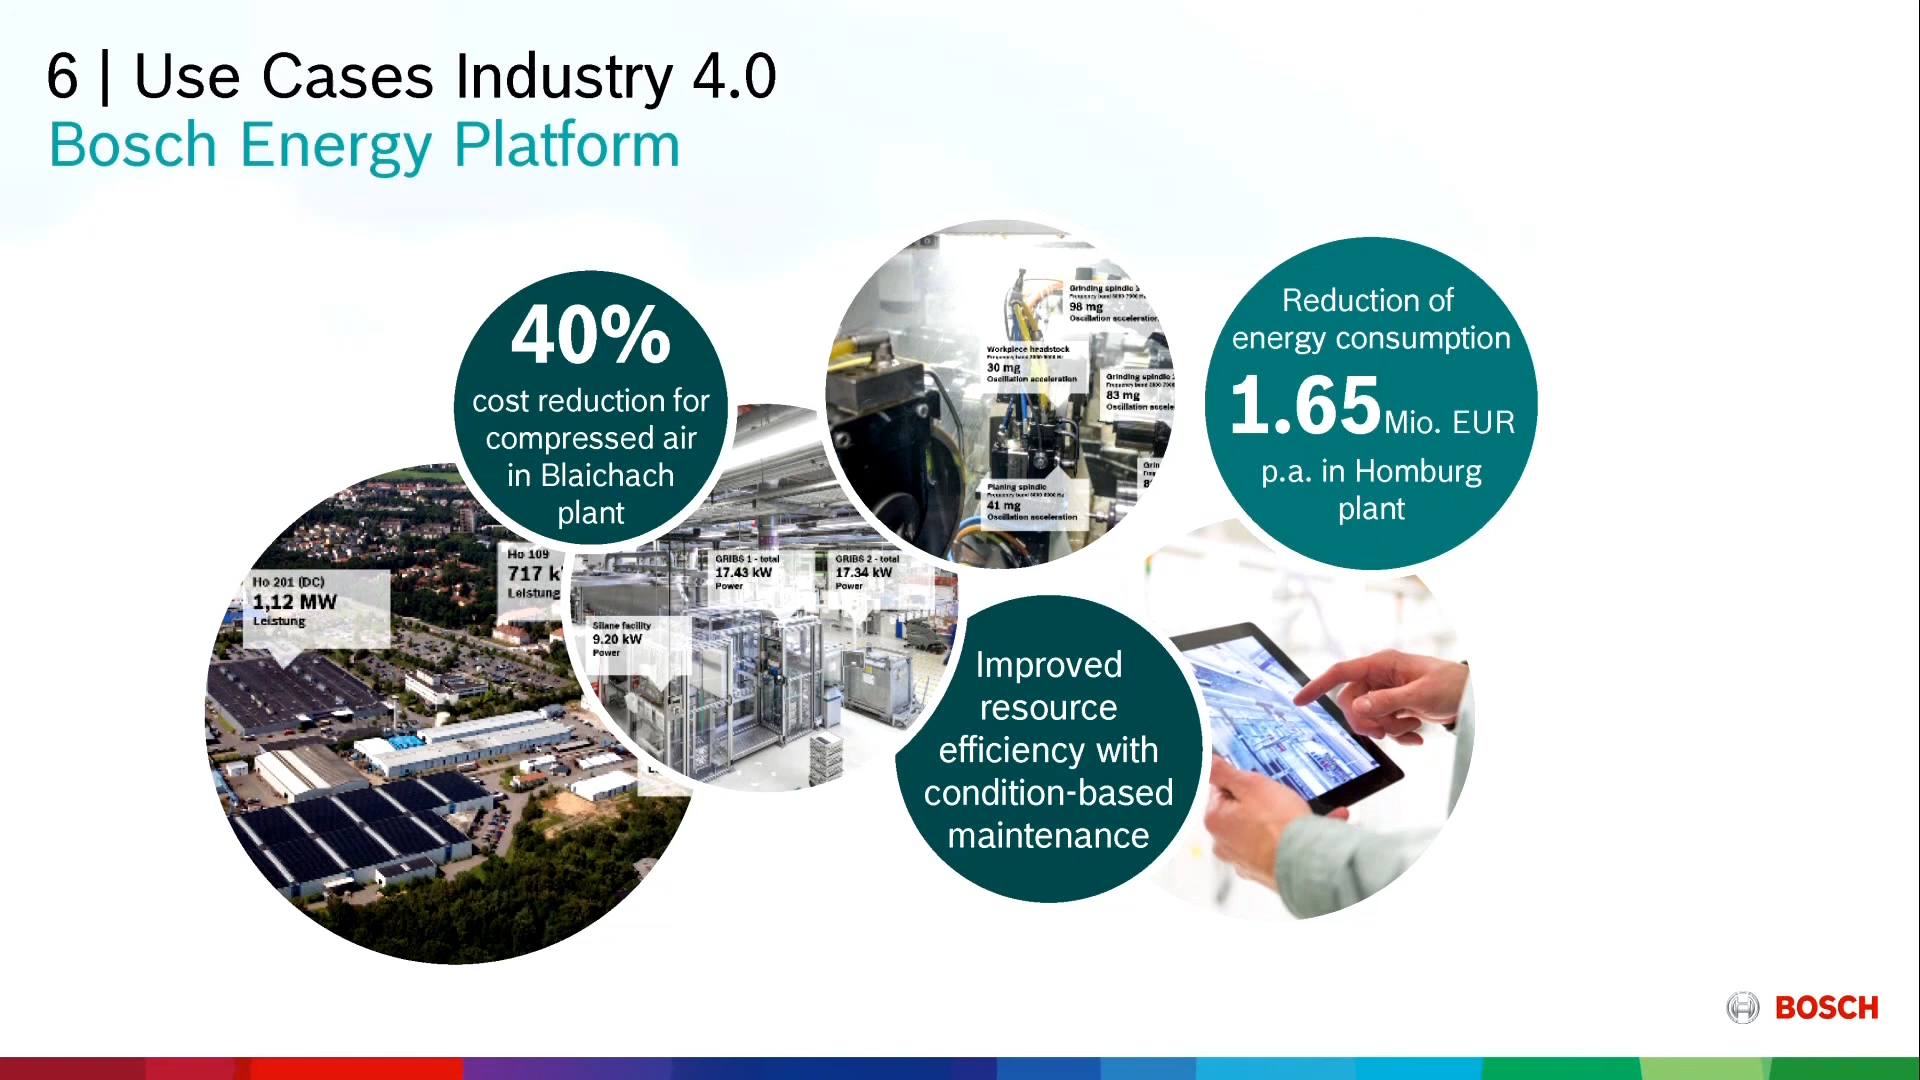 6 | Use Cases Industry 4.0
Bosch Energy Platform
40%
cost reduction for
compressed air
in Blaichach
plant
Grinding spindle
98 mg
Oscillation acceleration
Workpiece headstock
30 mg
Oscillation acceleration
Grinding spindle
83 mg
Planing spindle
41 mg
Oscillation acceleration
Reduction of
energy consumption
1.65 Mio. EUR
p.a. in Homburg
plant
Ho 201 (DC)
1,12 MW
Leistung
Ho 109
717
Leistung
GRIBS 1 - total
17.43 kW
Power
GRIBS 2 - total
17.34 kW
Power
Silane facility
9.20 kW
Power
Improved
resource
efficiency with
condition-based
maintenance
BOSCH